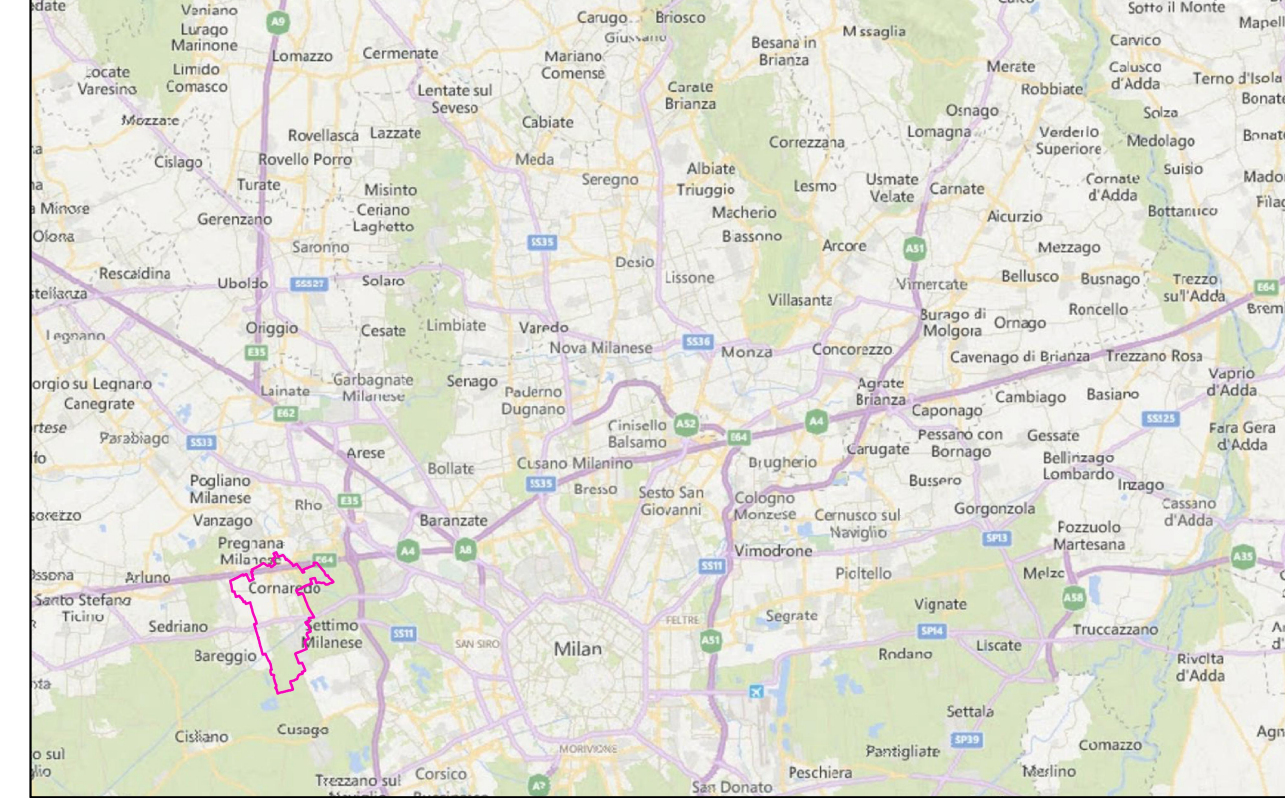 Veniano
Lurago
Marinone
A9
Lomazzo
Cermenate
Carugo
Giussano
Briosco
Besana in
Brianza
Missaglia
Sotto il Monte
Carvico
Locate
Varesino
Limido
Comasco
Mariano
Comense
Merate
Calusco
d'Adda
Terno d'Isola
Lentate sul
Seveso
Carate
Brianza
Robbiate
Mozzate
Cabiate
Osnago
Solza
Rovellasca
Lazzate
Correzzana
Lomagna
Verderio
Superiore
Medolago
Cislago
Rovello Porro
Meda
Albiate
Triuggio
Suisio
Turate
Misinto
Seregno
Lesmo
Usmate
Velate
Carnate
Cornate
d'Adda
Gerenzano
Ceriano
Laghetto
Macherio
Biassono
Aicurzio
Bottanuco
Saronno
SS35
Arcore
A51
Mezzago
Rescaldina
Uboldo
SS527
Solaro
Desio
Lissone
Vimercate
Bellusco
Busnago
Trezzo
sull'Adda
E64
Villasanta
Legnano
Origgio
Cesate
Limbiate
Varedo
Burago di
Molgora
Ornago
Roncello
E35
Nova Milanese
SS36
Monza
Concorezzo
Cavenago di Brianza
Trezzano Rosa
Lainate
Garbagnate
Milanese
Senago
Paderno
Dugnano
Agrate
Brianza
Cambiago
Basiano
Vaprio
d'Adda
orgio su Legnano
Canegrate
E62
Caponago
SS525
Parabiago
SS33
Cinisello
Balsamo
A52
E64
A4
Pessano con
Bornago
Gessate
Fara Gera
d'Adda
Arese
Bollate
Cusano Milanino
Brugherio
Carugate
Bellinzago
Lombardo
Pogliano
Milanese
SS35
Bresso
Sesto San
Giovanni
Cologno
Monzese
Bussero
Inzago
Rho
E35
Vanzago
Baranzate
Cernusco sul
Naviglio
Gorgonzola
Cassano
d'Adda
Pregnana
Milanese
E64
A4
A8
Vimodrone
SP13
Pozzuolo
Martesana
A35
Arluno
Cornaredo
SS11
Pioltello
Melzo
Santo Stefano
Ticino
A58
Sedriano
Settimo
Milanese
SS11
SAN SIRO
Milan
FELTRE
A51
Segrate
Vignate
SP14
Truccazzano
Bareggio
Rodano
Liscate
Rivolta
d'Adda
Cisliano
Cusago
Settala
SP39
MORIVIONE
Pantigliate
Comazzo
Trezzano sul
Naviglio
Corsico
A7
San Donato
Peschiera
Merlino